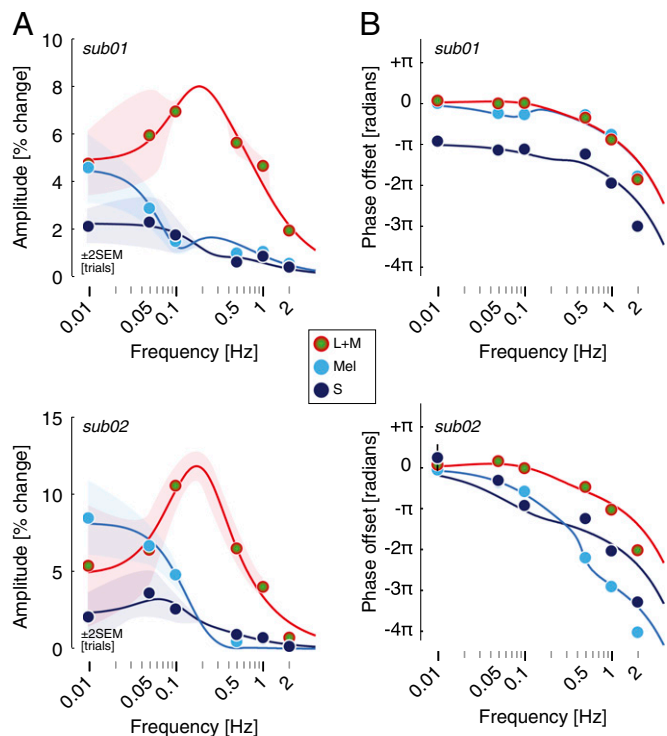 A
sub01
10
8
6
4
2
0
Amplitude [% change]
±2SEM
[trials]
0.01
0.05
0.1
0.5
1
2
Frequency [Hz]
B
sub01
+π
0
-π
-2π
-3π
-4π
Phase offset [radians]
0.01
0.05
0.1
0.5
1
2
Frequency [Hz]
L+M
Mel
S
sub02
15
10
5
0
Amplitude [% change]
±2SEM
[trials]
0.01
0.05
0.1
0.5
1
2
Frequency [Hz]
sub02
+π
0
-π
-2π
-3π
-4π
Phase offset [radians]
0.01
0.05
0.1
0.5
1
2
Frequency [Hz]